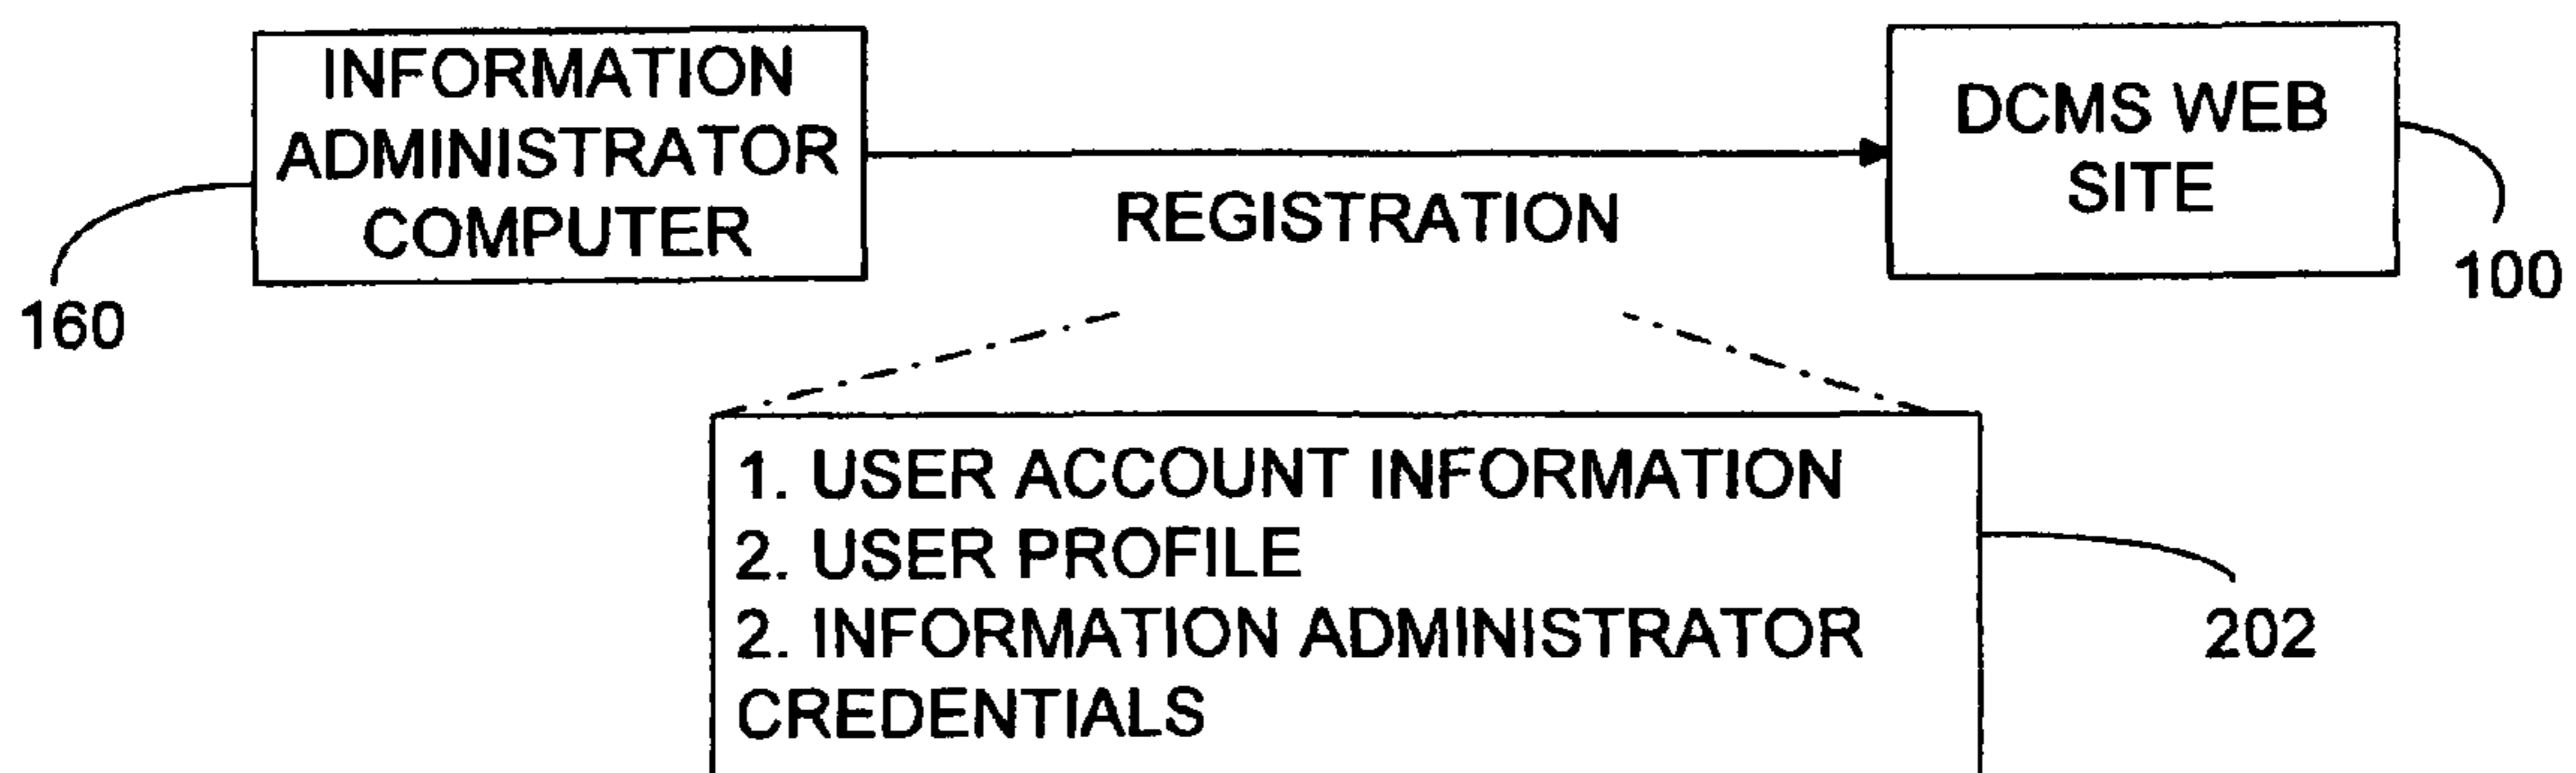 INFORMATION
ADMINISTRATOR
COMPUTER
DCMS WEB
SITE
REGISTRATION
160
100
1. USER ACCOUNT INFORMATION
2. USER PROFILE
2. INFORMATION ADMINISTRATOR
CREDENTIALS
202